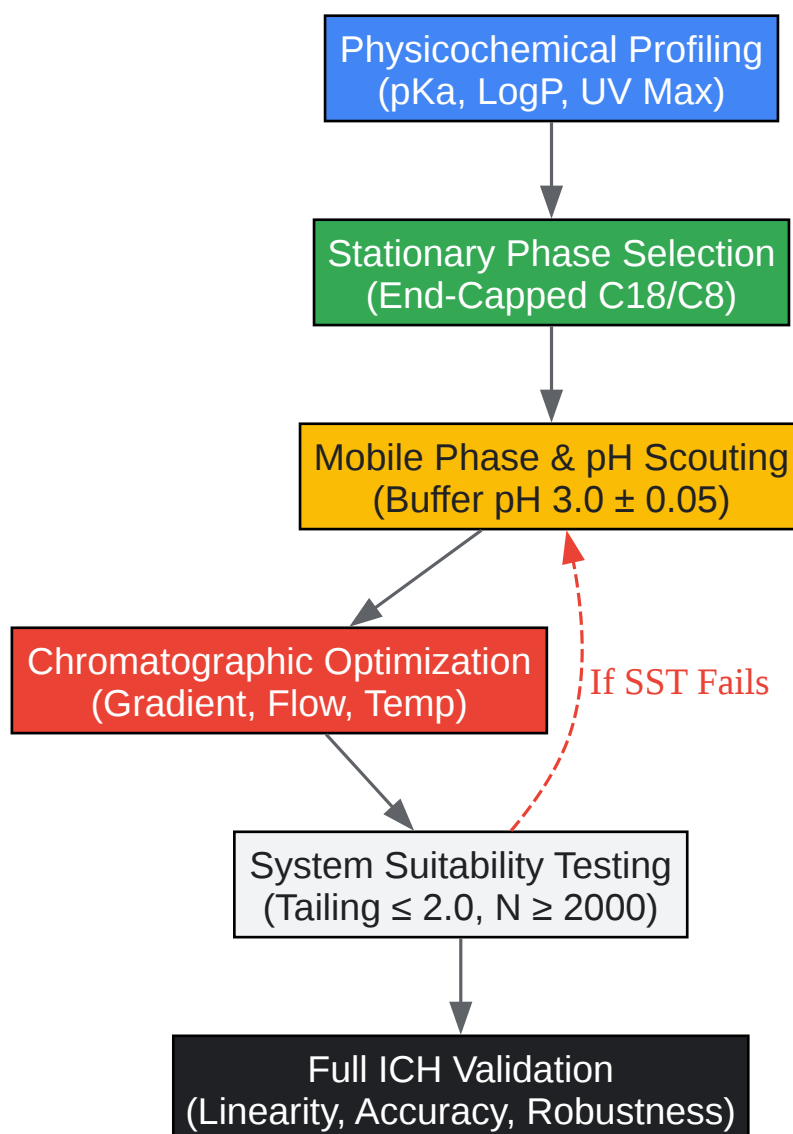 Physicochemical Profiling
(pKa, LogP, UV Max)
Stationary Phase Selection
(End-Capped C18/C8)
Mobile Phase & pH Scouting
(Buffer pH 3.0 ± 0.05)
Chromatographic Optimization
(Gradient, Flow, Temp)
If SST Fails
System Suitability Testing
(Tailing ≤ 2.0, N ≥ 2000)
Full ICH Validation
(Linearity, Accuracy, Robustness)